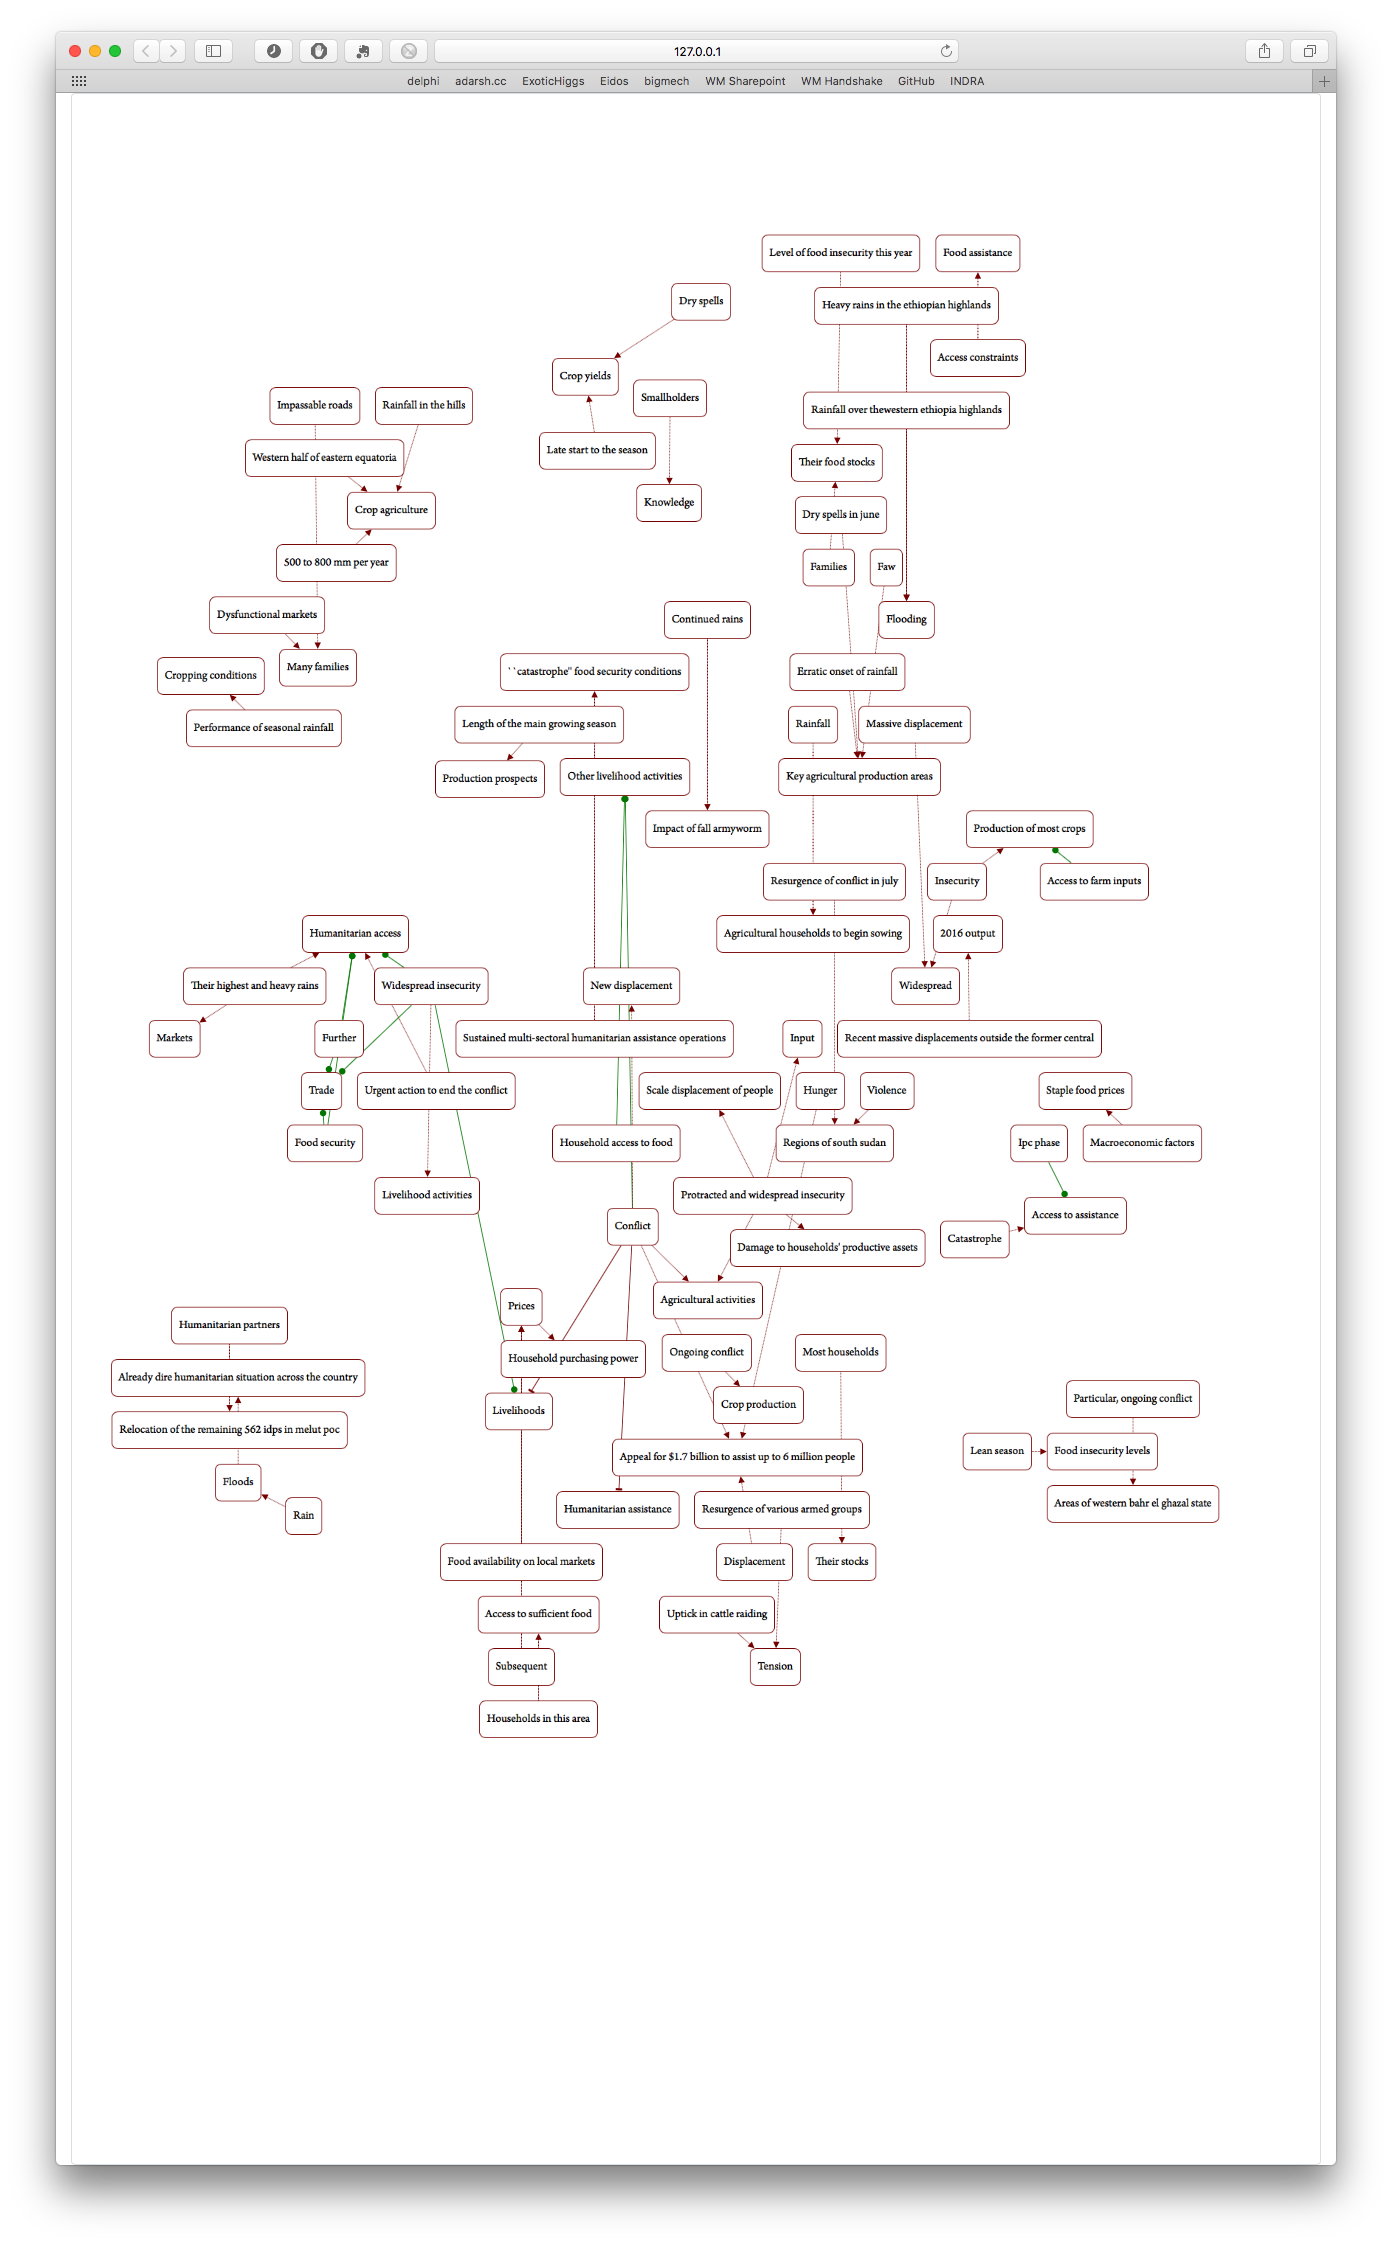 127.0.0.1
delphi adarsh.cc ExoticHiggs Eidos bigmech WM Sharepoint WM Handshake GitHub INDRA
Level of food insecurity this year
Food assistance
Dry spells
Heavy rains in the ethiopian highlands
Access constraints
Crop yields
Smallholders
Impassable roads
Rainfall in the hills
Rainfall over thewestern ethiopia highlands
Western half of eastern equatoria
Late start to the season
Their food stocks
Crop agriculture
Knowledge
Dry spells in june
500 to 800 mm per year
Families
Faw
Dysfunctional markets
Continued rains
Flooding
Many families
Cropping conditions
``catastrophe'' food security conditions
Erratic onset of rainfall
Performance of seasonal rainfall
Length of the main growing season
Rainfall
Massive displacement
Production prospects
Other livelihood activities
Key agricultural production areas
Impact of fall armyworm
Production of most crops
Resurgence of conflict in july
Insecurity
Access to farm inputs
Humanitarian access
Agricultural households to begin sowing
2016 output
Their highest and heavy rains
Widespread insecurity
New displacement
Widespread
Markets
Further
Sustained multi-sectoral humanitarian assistance operations
Input
Recent massive displacements outside the former central
Trade
Urgent action to end the conflict
Scale displacement of people
Hunger
Violence
Staple food prices
Food security
Household access to food
Regions of south sudan
Ipc phase
Macroeconomic factors
Livelihood activities
Protracted and widespread insecurity
Access to assistance
Conflict
Catastrophe
Damage to households' productive assets
Prices
Agricultural activities
Humanitarian partners
Household purchasing power
Ongoing conflict
Most households
Already dire humanitarian situation across the country
Livelihoods
Crop production
Particular, ongoing conflict
Relocation of the remaining 562 idps in melut poc
Appeal for $1.7 billion to assist up to 6 million people
Lean season
Food insecurity levels
Floods
Humanitarian assistance
Resurgence of various armed groups
Areas of western bahr el ghazal state
Rain
Food availability on local markets
Displacement
Their stocks
Access to sufficient food
Uptick in cattle raiding
Subsequent
Tension
Households in this area